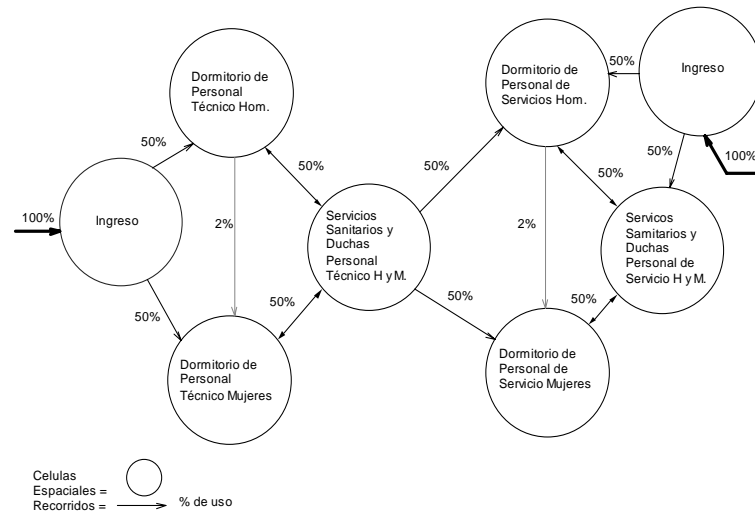 Dormitorio de
Personal
Técnico Hom.
50%
100%
Ingreso
50%
2%
50%
50%
Dormitorio de
Personal
Técnico Mujeres
Servicios
Sanitarios y
Duchas
Personal
Técnico H y M.
50%
50%
Dormitorio de
Personal de
Servicios Hom.
50%
Ingreso
100%
50%
50%
2%
50%
Servicos
Samitarios y
Duchas
Personal de
Servicio H y M.
Dormitorio de
Personal de
Servicio Mujeres
Celulas
Espaciales =
Recorridos =
% de uso